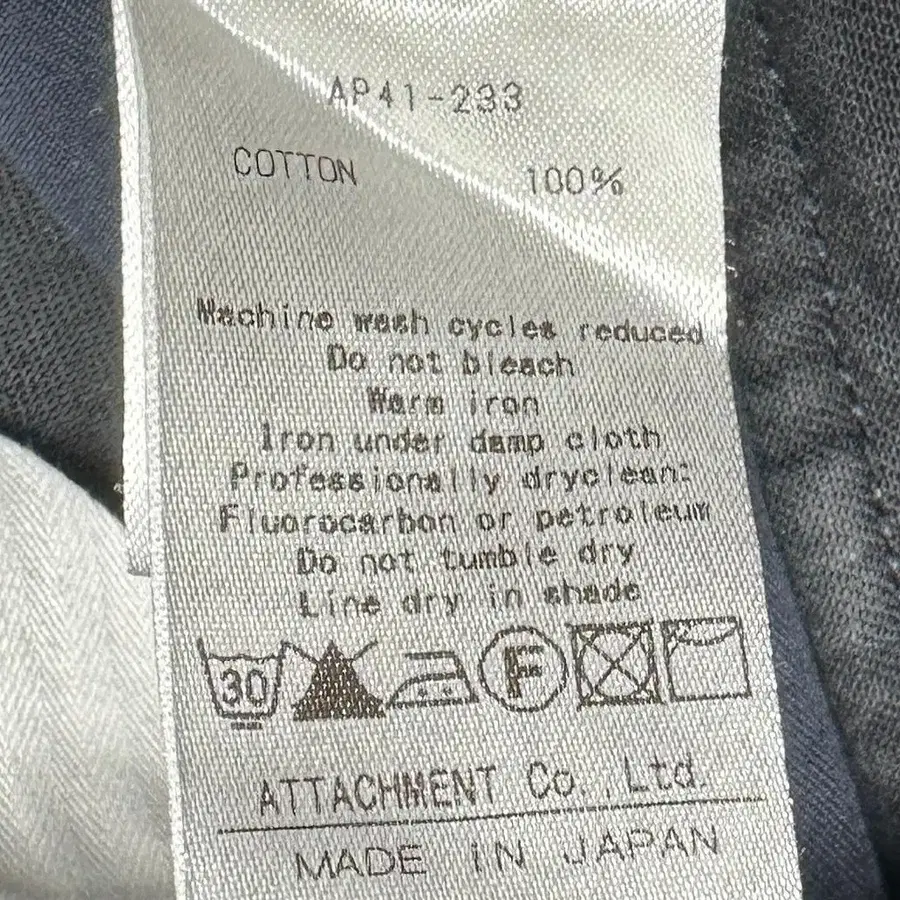 AP41-233
COTTON 100%
Machine wash cycles reduced
Do not bleach
Warm iron
Iron under damp cloth
Professionally dryclean:
Fluorocarbon or petroleum
Do not tumble dry
Line dry in shade
30 F
ATTACHMENT Co.,Ltd.
MADE IN JAPAN